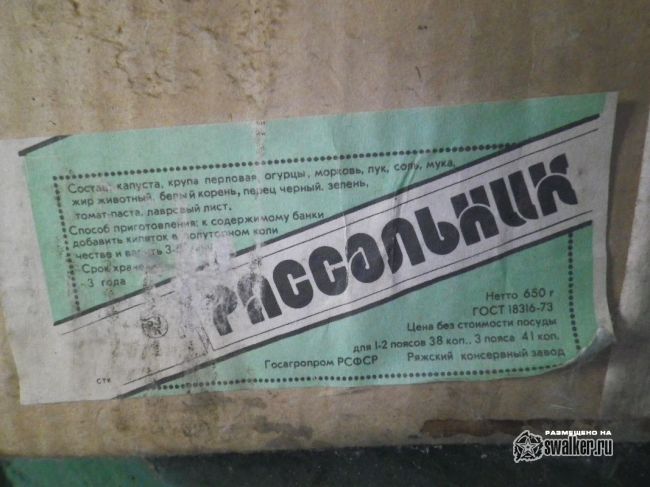 Состав: капуста, крупа перловая, огурцы, морковь, лук, соль, мука,
жир животный, белый корень, перец черный, зелень,
томат-паста, лавровый лист.
Способ приготовления: к содержимому банки
добавить кипяток в полуторном коли
честве и варить
Срок хране
- 3 года
РАССОЛЬНИК
Нетто 650 г
ГОСТ 18316-73
Цена без стоимости посуды
для 1-2 поясов 38 коп.. 3 пояса 41 коп.
Госагропром РСФСР Ряжский консервный завод
СТК
РАЗМЕЩЕНО НА
swalker.ru